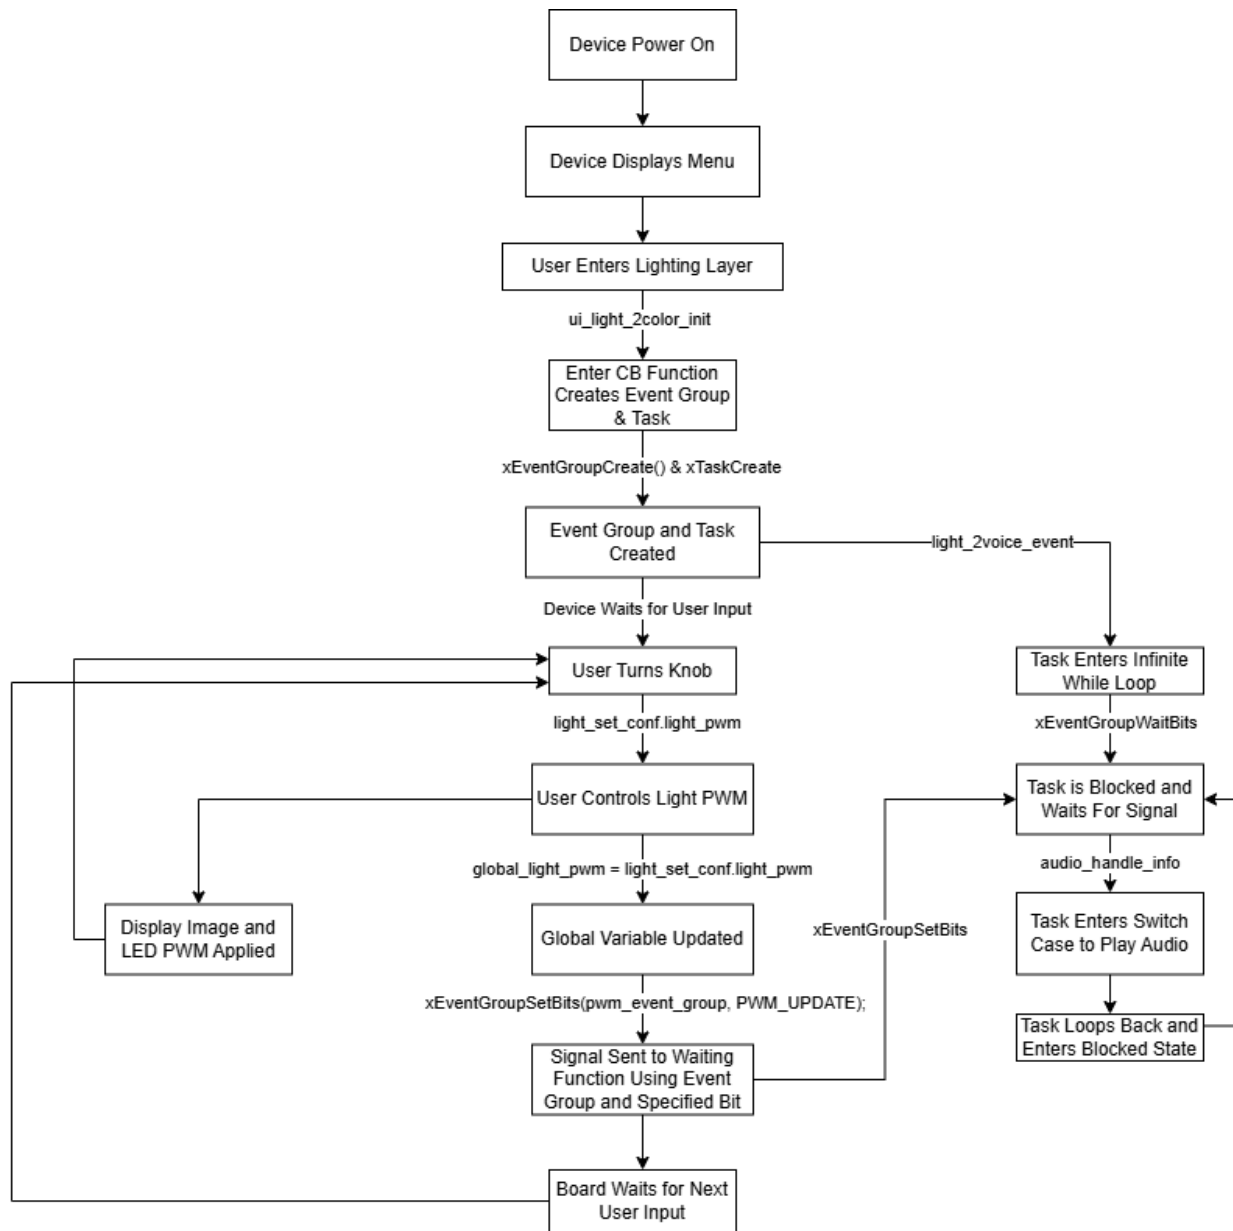 Device Power On
Device Displays Menu
User Enters Lighting Layer
ui_light_2color_init
Enter CB Function
Creates Event Group
& Task
xEventGroupCreate() & xTaskCreate
Event Group and Task
Created
light_2voice_event
Device Waits for User Input
User Turns Knob
Task Enters Infinite
While Loop
light_set_conf.light_pwm
xEventGroupWaitBits
User Controls Light PWM
Task is Blocked and
Waits For Signal
global_light_pwm = light_set_conf.light_pwm
audio_handle_info
Display Image and
LED PWM Applied
Global Variable Updated
xEventGroupSetBits
Task Enters Switch
Case to Play Audio
xEventGroupSetBits(pwm_event_group, PWM_UPDATE);
Task Loops Back and
Enters Blocked State
Signal Sent to Waiting
Function Using Event
Group and Specified Bit
Board Waits for Next
User Input